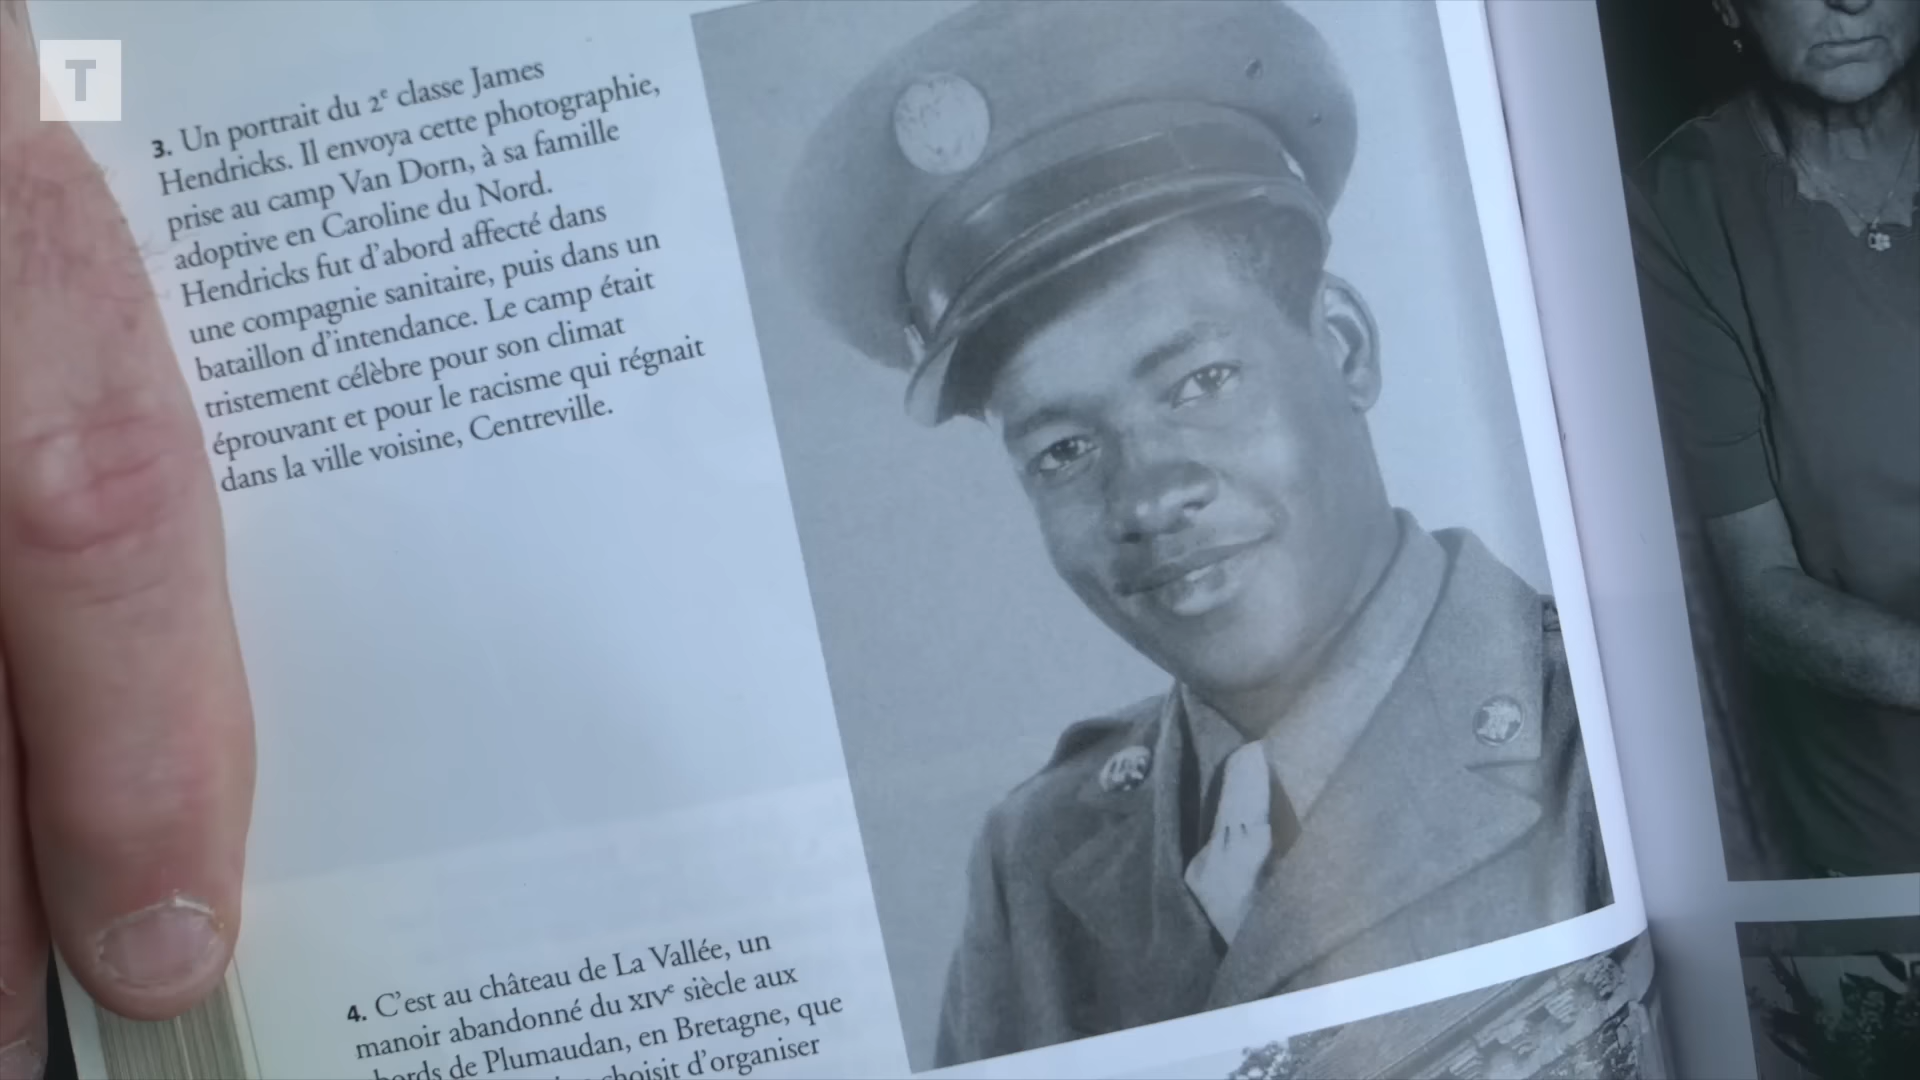 T
3. Un portrait du 2e classe James
Hendricks. Il envoya cette photographie,
prise au camp Van Dorn, à sa famille
adoptive en Caroline du Nord.
Hendricks fut d'abord affecté dans
une compagnie sanitaire, puis dans un
bataillon d'intendance. Le camp était
tristement célèbre pour son climat
éprouvant et pour le racisme qui régnait
dans la ville voisine, Centreville.
4. C'est au château de La Vallée, un
manoir abandonné du XIVe siècle aux
bords de Plumaudan, en Bretagne, que
choisit d'organiser